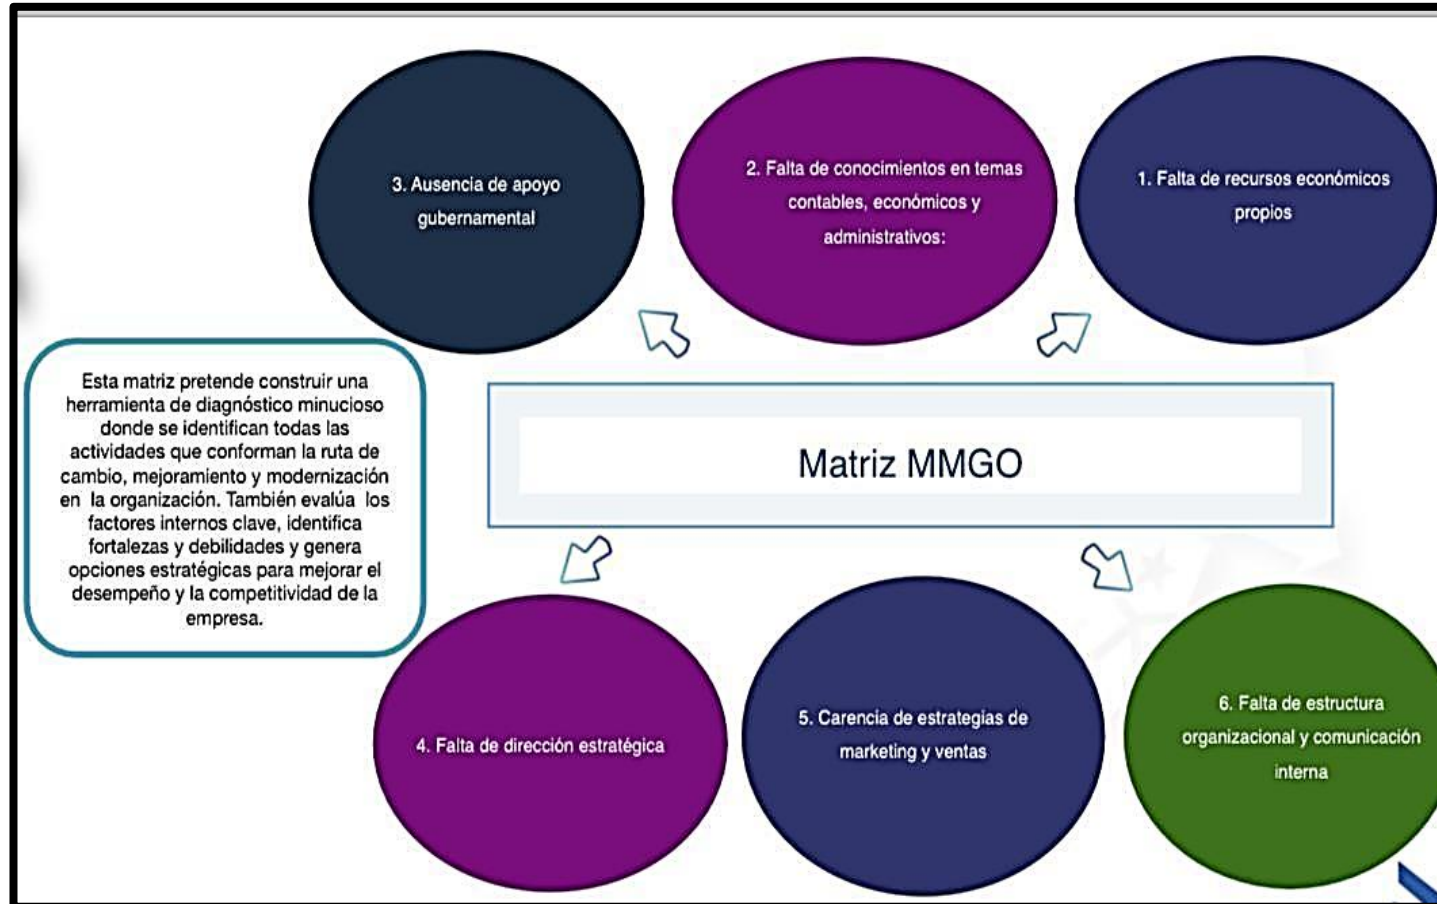 3. Ausencia de apoyo
gubernamental
2. Falta de conocimientos en temas
contables, económicos y
administrativos:
1. Falta de recursos económicos
propios
Esta matriz pretende construir una
herramienta de diagnóstico minucioso
donde se identifican todas las
actividades que conforman la ruta de
cambio, mejoramiento y modernización
en la organización. También evalúa los
factores internos clave, identifica
fortalezas y debilidades y genera
opciones estratégicas para mejorar el
desempeño y la competitividad de la
empresa.
Matriz MMGO
4. Falta de dirección estratégica
5. Carencia de estrategias de
marketing y ventas
6. Falta de estructura
organizacional y comunicación
interna